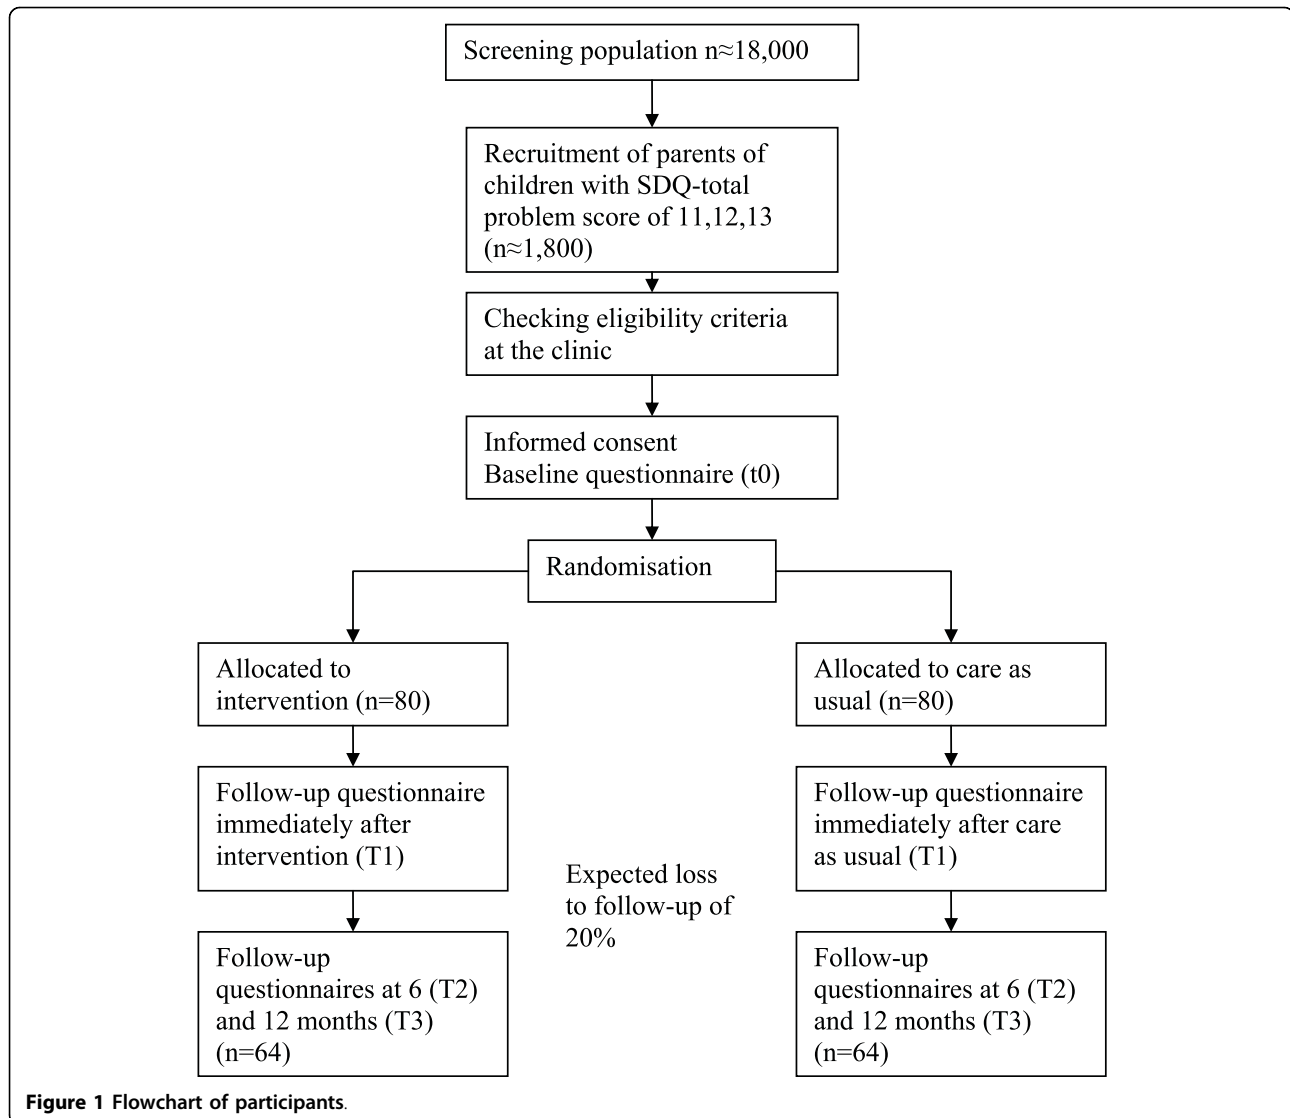 Screening population n≈18,000
Recruitment of parents of
children with SDQ-total
problem score of 11,12,13
(n≈1,800)
Checking eligibility criteria
at the clinic
Informed consent
Baseline questionnaire (t0)
Randomisation
Allocated to
intervention (n=80)
Allocated to care as
usual (n=80)
Follow-up questionnaire
immediately after
intervention (T1)
Follow-up questionnaire
immediately after care
as usual (T1)
Expected loss
to follow-up of
20%
Follow-up
questionnaires at 6 (T2)
and 12 months (T3)
(n=64)
Follow-up
questionnaires at 6 (T2)
and 12 months (T3)
(n=64)
Figure 1 Flowchart of participants.